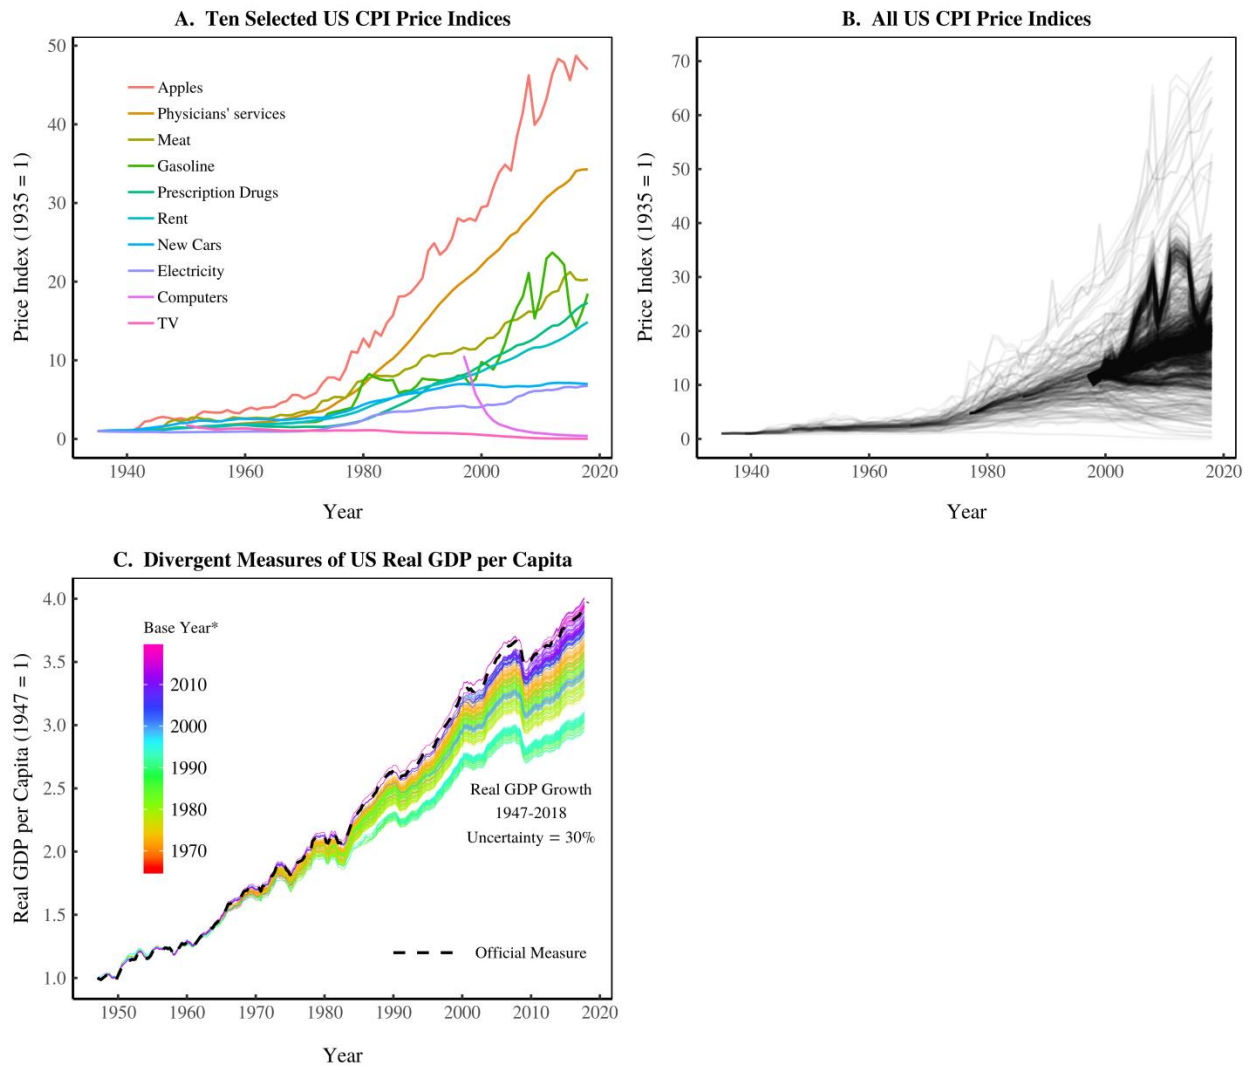 A. Ten Selected US CPI Price Indices
Price Index (1935 = 1)
50
40
30
20
10
0
Apples
Physicians' services
Meat
Gasoline
Prescription Drugs
Rent
New Cars
Electricity
Computers
TV
1940
1960
1980
2000
2020
Year
B. All US CPI Price Indices
Price Index (1935 = 1)
70
60
50
40
30
20
10
0
1940
1960
1980
2000
2020
Year
C. Divergent Measures of US Real GDP per Capita
Real GDP per Capita (1947 = 1)
4.0
3.5
3.0
2.5
2.0
1.5
1.0
Base Year*
2010
2000
1990
1980
1970
Real GDP Growth
1947-2018
Uncertainty = 30%
Official Measure
1950
1960
1970
1980
1990
2000
2010
2020
Year